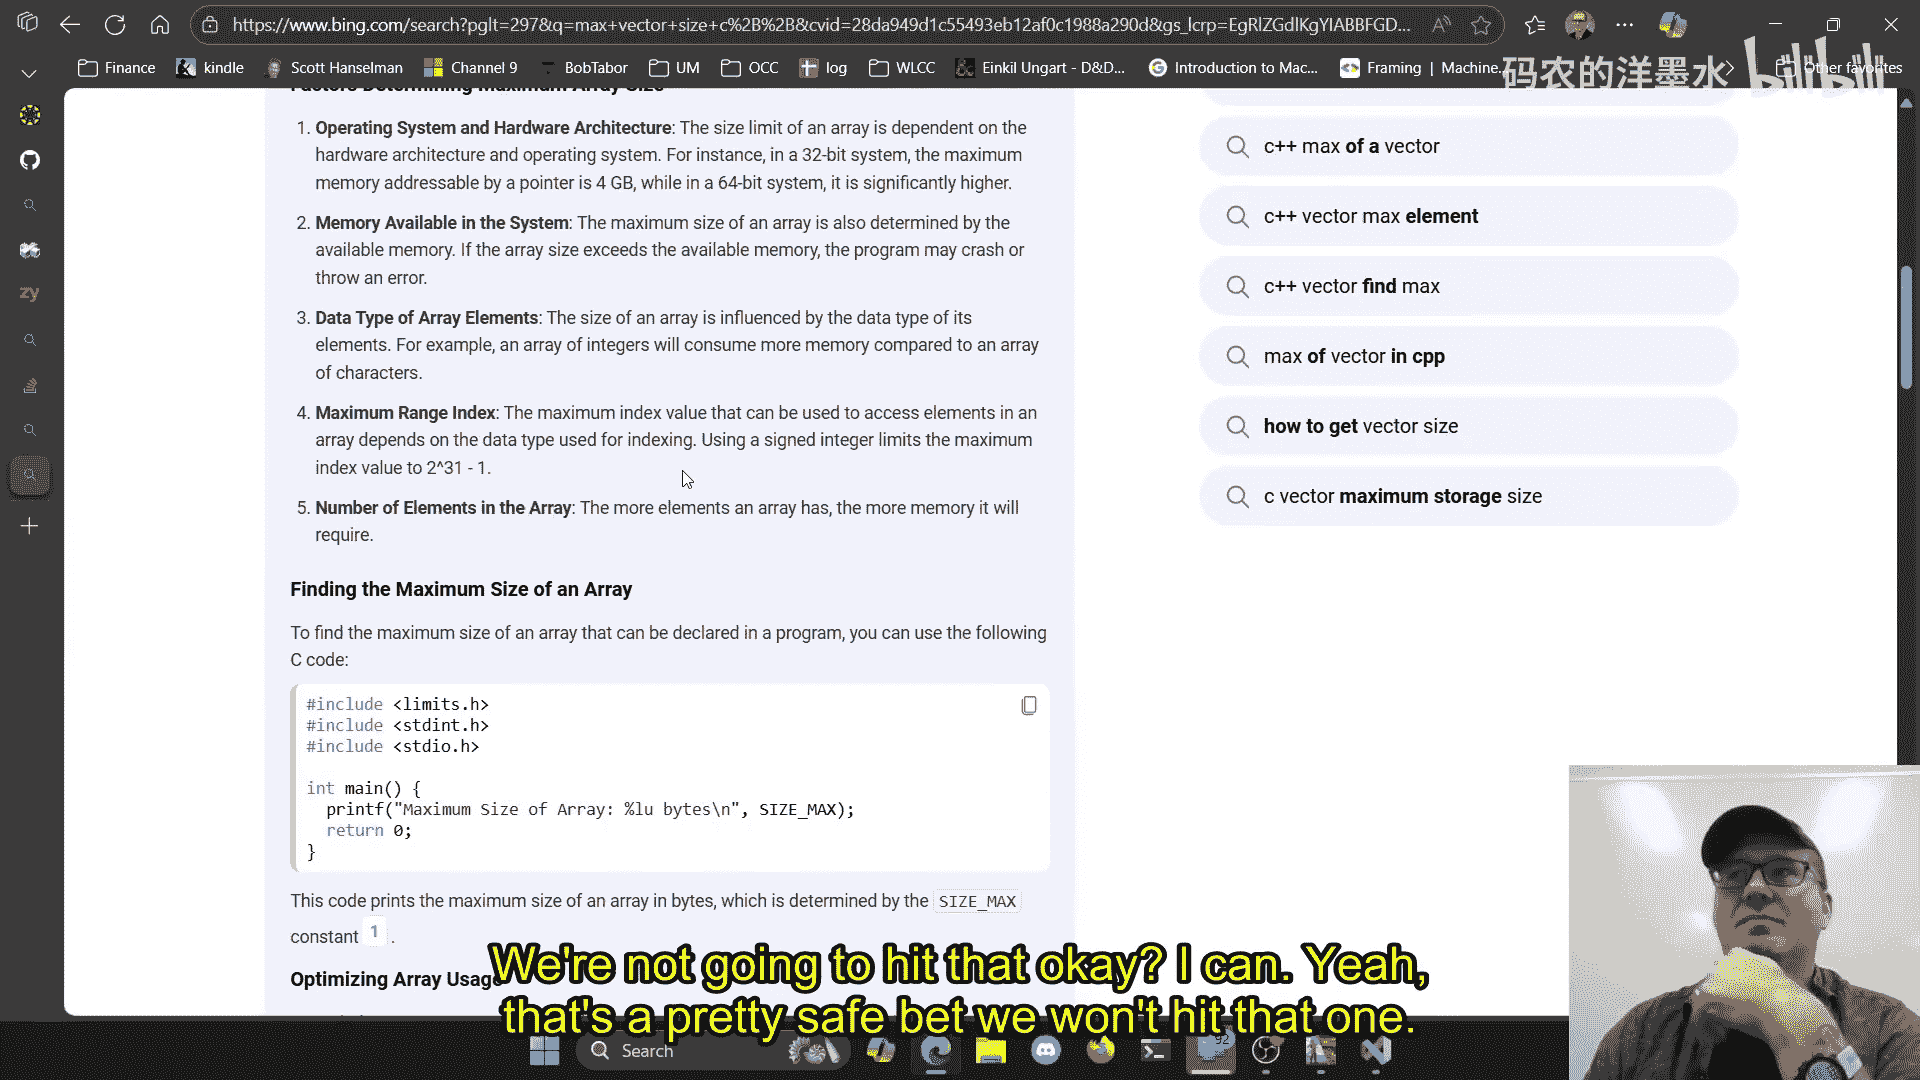 https://www.bing.com/search?pglt=297&q=max+vector+size+c%2B%2B&cvid=28da949d1c55493eb12af0c1988a290d&gs_lcrp=EgRlZGdlKgYIABBFGD...
Finance kindle Scott Hanselman Channel 9 BobTabor UM OCC log WLCC Einkil Ungart - D&D... Introduction to Mac... Framing | Machine... Other favorites
码农的洋墨水 bilibili
Factors Determining Maximum Array Size
1. Operating System and Hardware Architecture: The size limit of an array is dependent on the
hardware architecture and operating system. For instance, in a 32-bit system, the maximum
memory addressable by a pointer is 4 GB, while in a 64-bit system, it is significantly higher.
2. Memory Available in the System: The maximum size of an array is also determined by the
available memory. If the array size exceeds the available memory, the program may crash or
throw an error.
3. Data Type of Array Elements: The size of an array is influenced by the data type of its
elements. For example, an array of integers will consume more memory compared to an array
of characters.
4. Maximum Range Index: The maximum index value that can be used to access elements in an
array depends on the data type used for indexing. Using a signed integer limits the maximum
index value to 2^31 - 1.
5. Number of Elements in the Array: The more elements an array has, the more memory it will
require.
Finding the Maximum Size of an Array
To find the maximum size of an array that can be declared in a program, you can use the following
C code:
#include <limits.h>
#include <stdint.h>
#include <stdio.h>
int main() {
printf("Maximum Size of Array: %lu bytes\n", SIZE_MAX);
return 0;
}
This code prints the maximum size of an array in bytes, which is determined by the SIZE_MAX
constant 1 .
Optimizing Array Usage
c++ max of a vector
c++ vector max element
c++ vector find max
max of vector in cpp
how to get vector size
c vector maximum storage size
zy
We're not going to hit that okay? I can. Yeah,
that's a pretty safe bet we won't hit that one.
Search
92